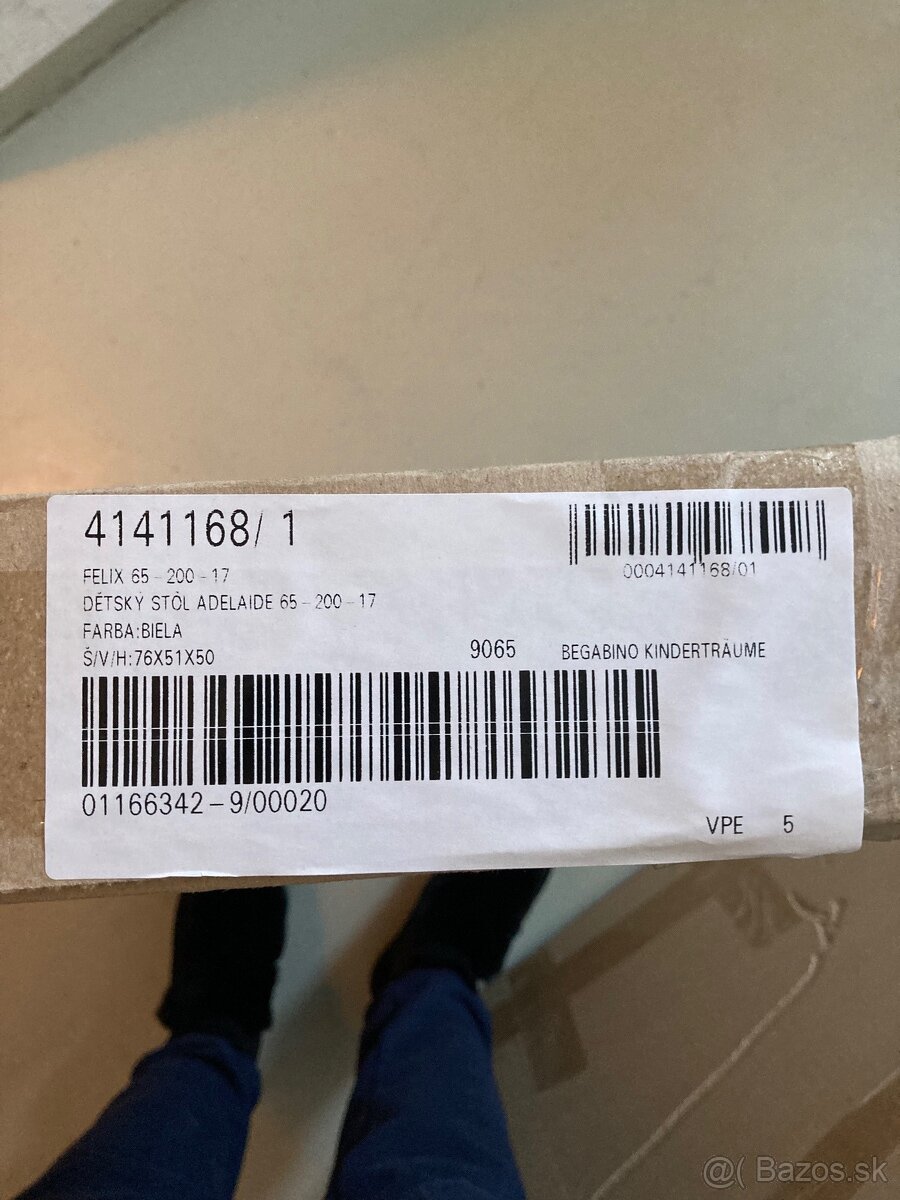 4141168/ 1
0004141168/01
FELIX 65-200-17
DĚTSKÝ STŎL ADELAIDE 65-200-17
FARBA:BIELA
Š/V/H:76X51X50
9065 BEGABINO KINDERTRÄUME
01166342-9/00020
VPE 5
@( Bazos.sk